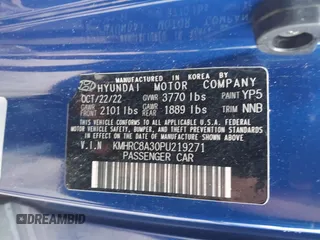 MANUFACTURED IN KOREA BY
HYUNDAI MOTOR COMPANY
OCT/22/22 GVWR 3770 lbs PAINT YP5
GAWR FRONT 2101 lbs GAWR REAR 1889 lbs TRIM NNB
THIS VEHICLE CONFORMS TO ALL APPLICABLE U.S.
FEDERAL MOTOR VEHICLE SAFETY, BUMPER, AND
THEFT PREVENTION STANDARDS IN EFFECT ON THE
DATE OF MANUFACTURE SHOWN ABOVE.
V.I.N KMHRC8A30PU219271
PASSENGER CAR
DIDABID.COM